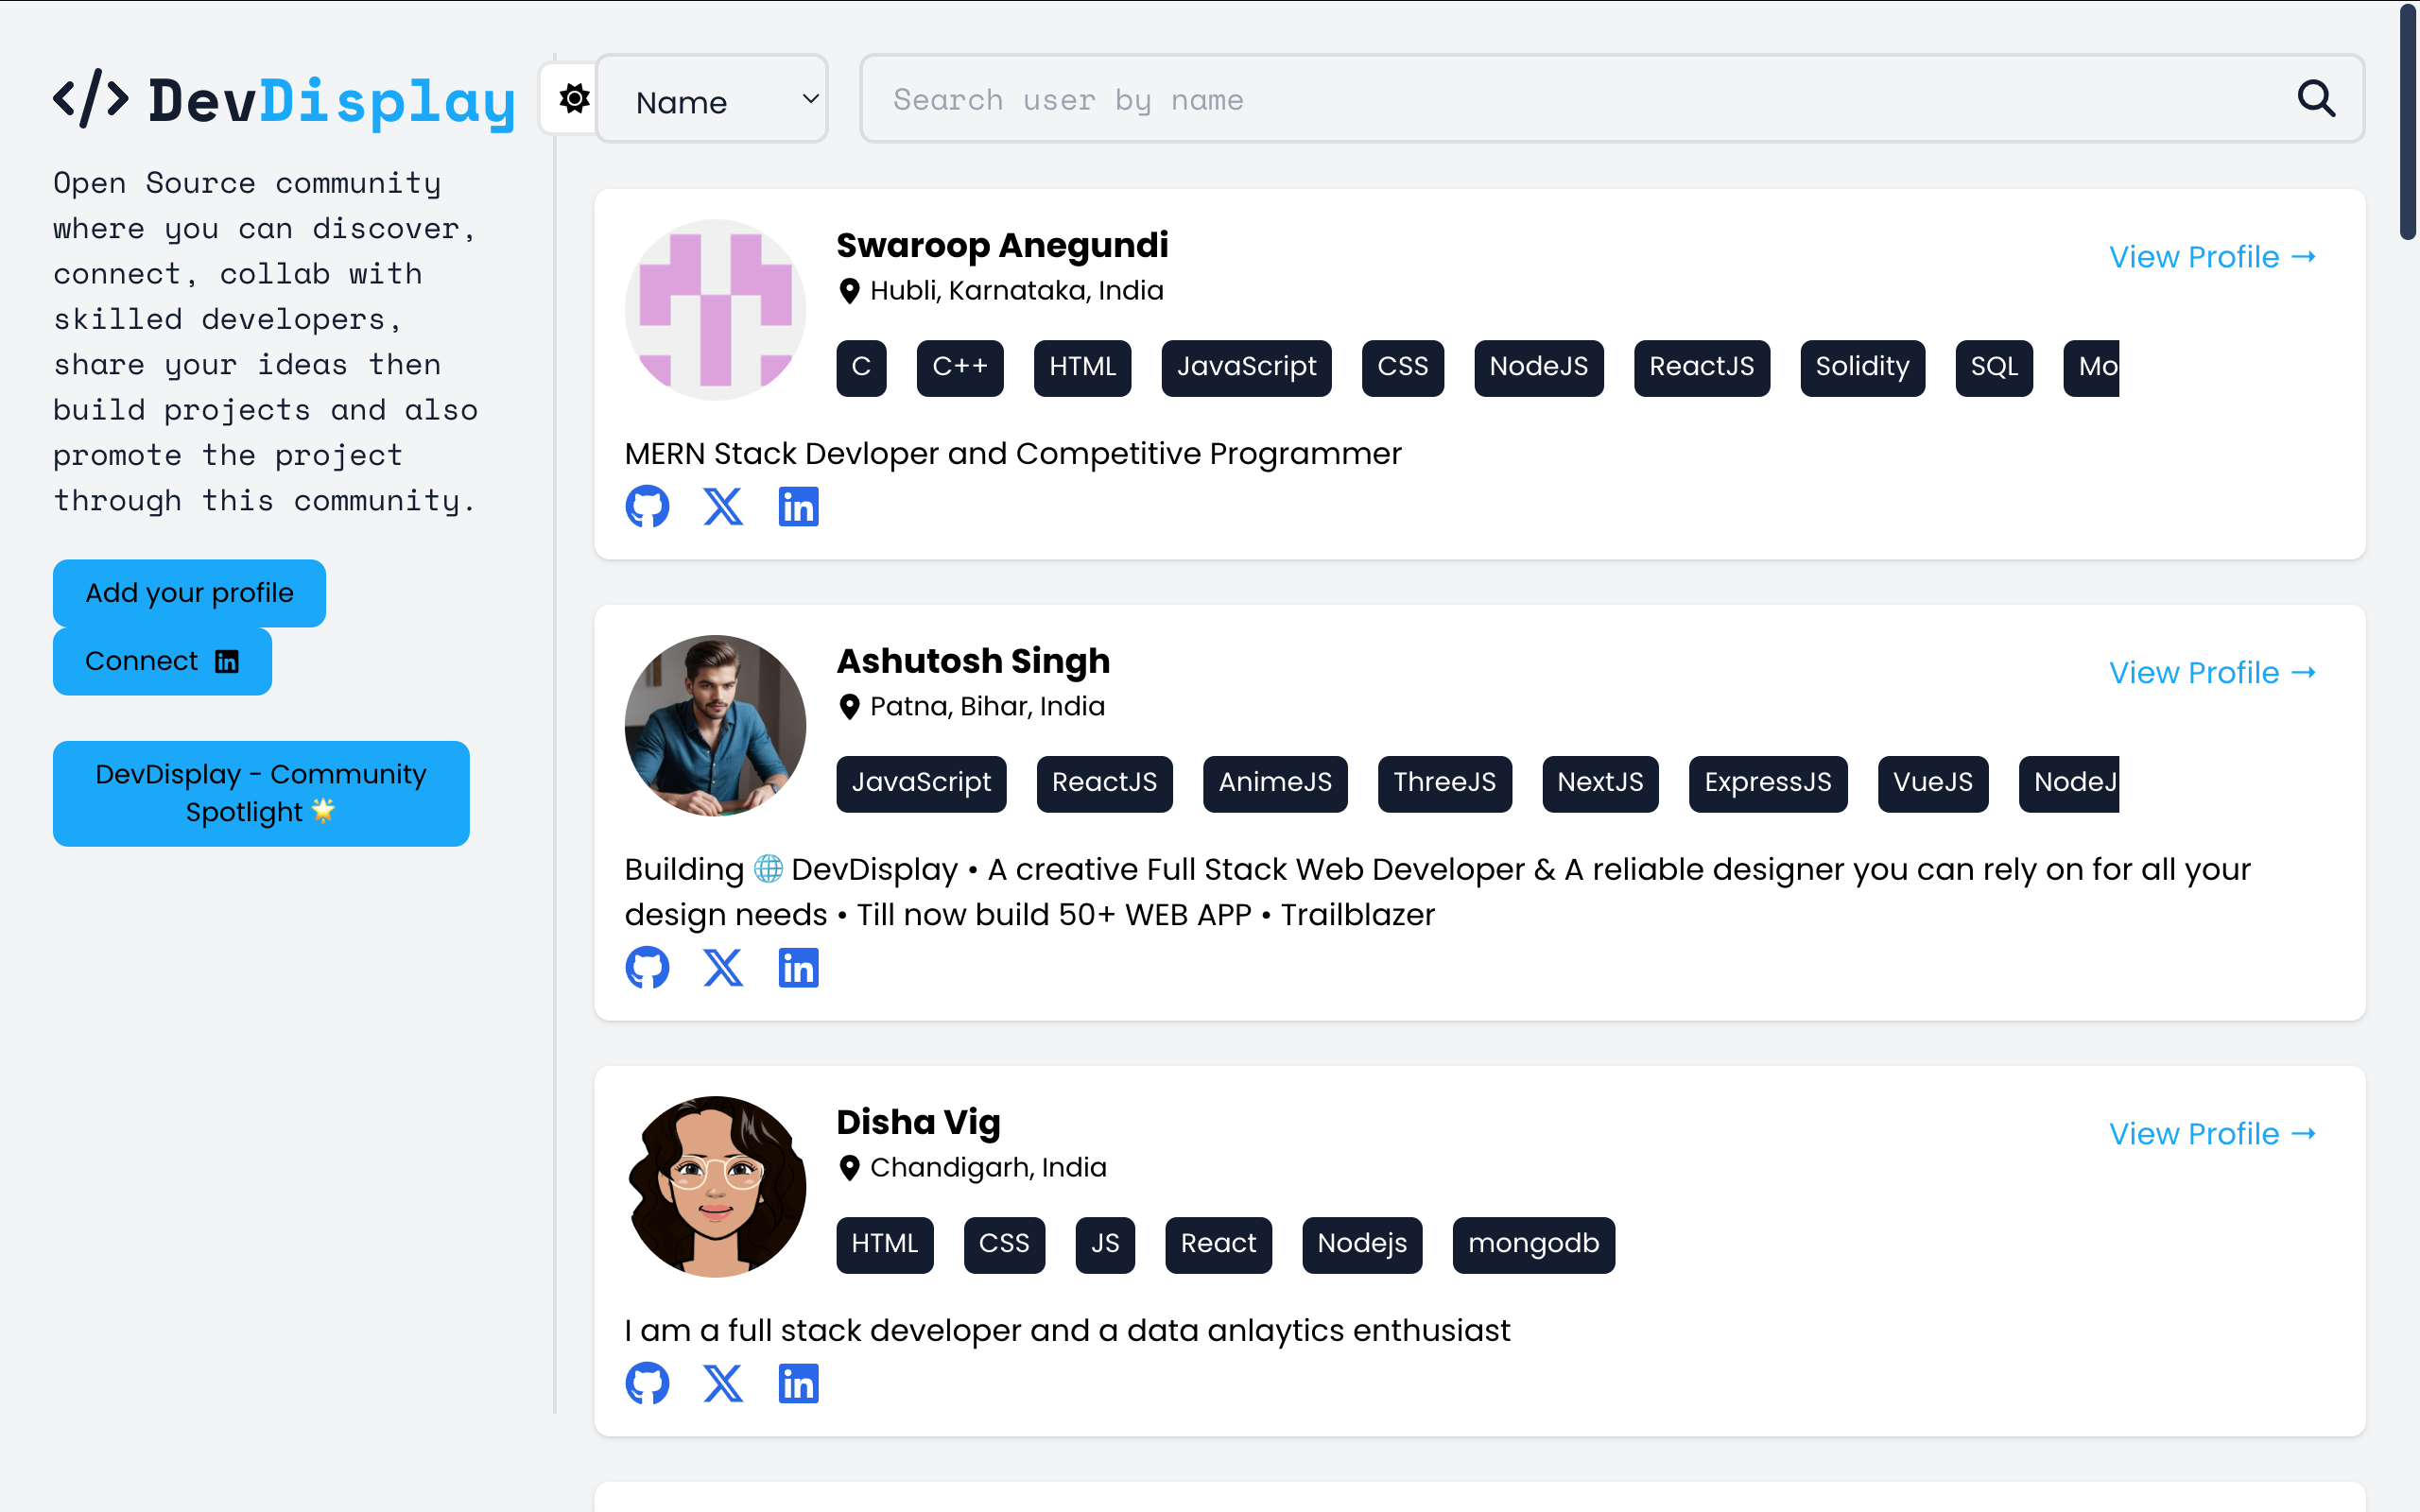 </> DevDisplay
Open Source community
where you can discover,
connect, collab with
skilled developers,
share your ideas then
build projects and also
promote the project
through this community.
Add your profile
Connect in
DevDisplay - Community
Spotlight 🌟
Name
Search user by name
Swaroop Anegundi
View Profile →
Hubli, Karnataka, India
C C++ HTML JavaScript CSS NodeJS ReactJS Solidity SQL Mo
MERN Stack Devloper and Competitive Programmer
X in
Ashutosh Singh
View Profile →
Patna, Bihar, India
JavaScript ReactJS AnimeJS ThreeJS NextJS ExpressJS VueJS NodeJ
Building 🌐 DevDisplay • A creative Full Stack Web Developer & A reliable designer you can rely on for all your
design needs • Till now build 50+ WEB APP • Trailblazer
X in
Disha Vig
View Profile →
Chandigarh, India
HTML CSS JS React Nodejs mongodb
I am a full stack developer and a data anlaytics enthusiast
X in